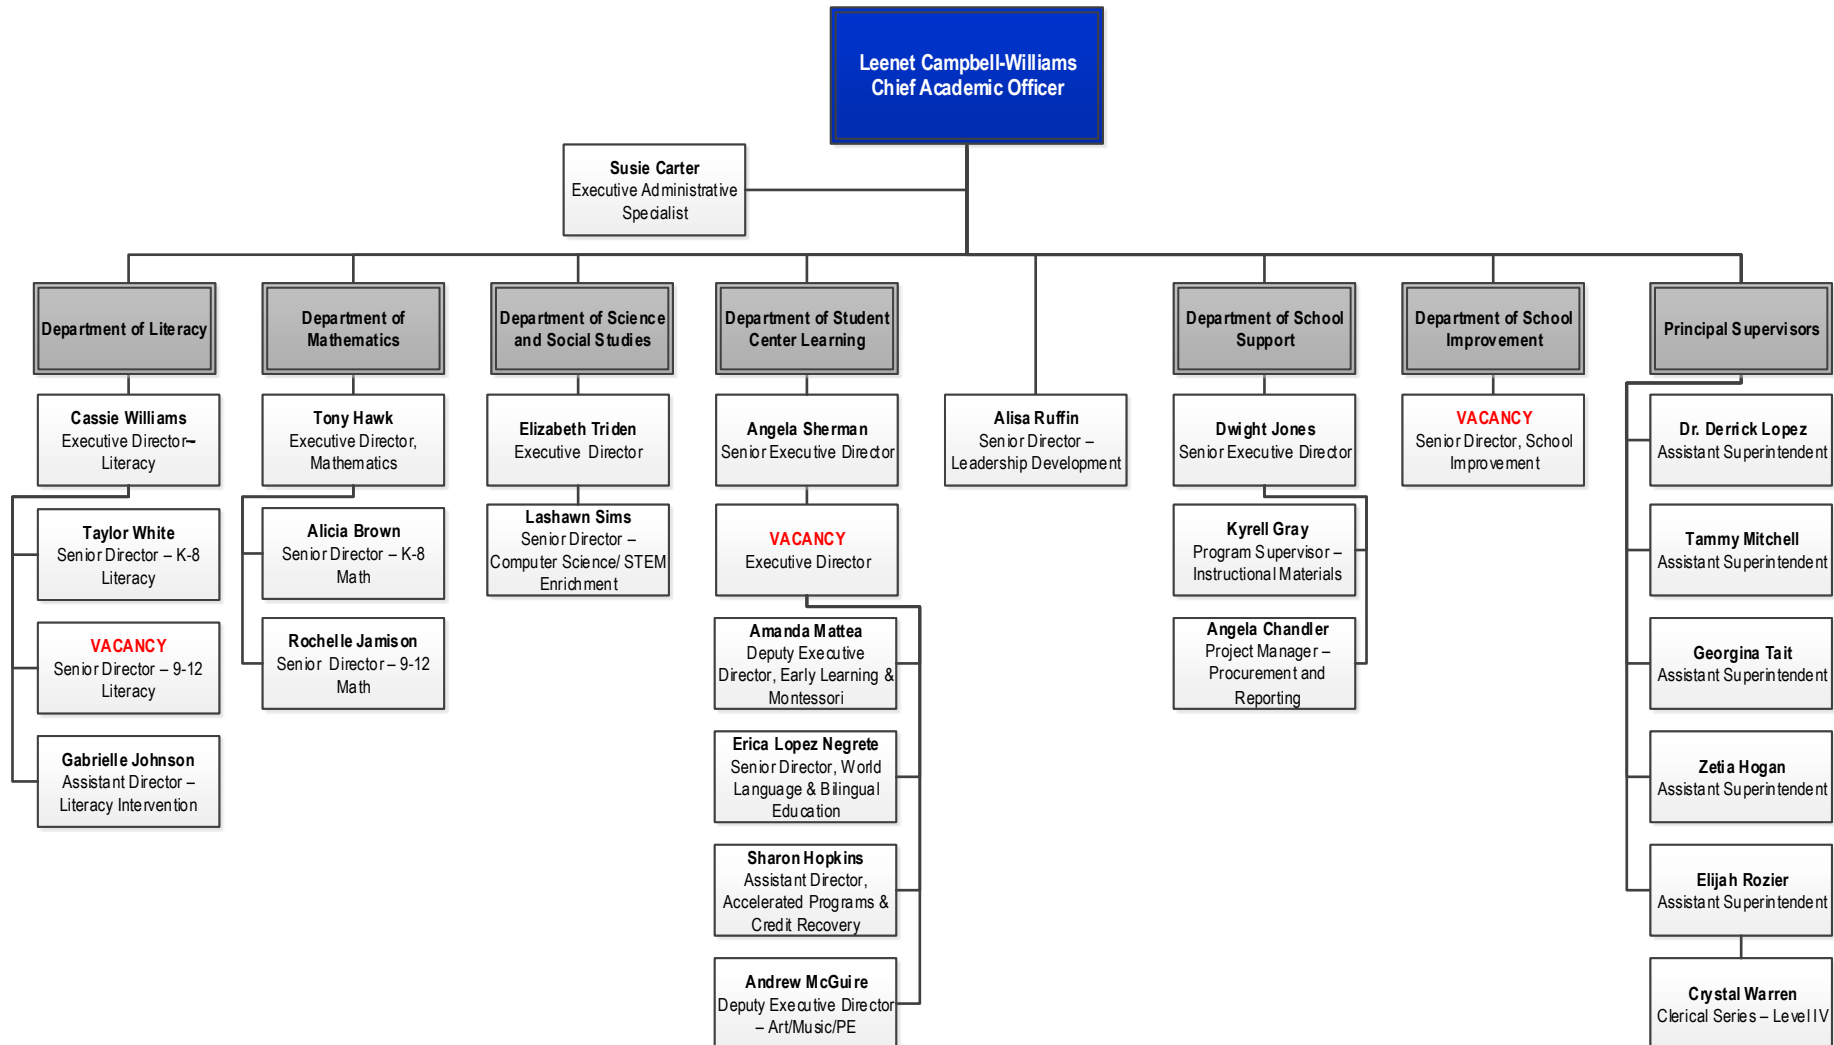 Leenet Campbell-Williams
Chief Academic Officer
Susie Carter
Executive Administrative
Specialist
Department of Literacy
Cassie Williams
Executive Director–
Literacy
Taylor White
Senior Director – K-8
Literacy
VACANCY
Senior Director – 9-12
Literacy
Gabrielle Johnson
Assistant Director –
Literacy Intervention
Department of
Mathematics
Tony Hawk
Executive Director,
Mathematics
Alicia Brown
Senior Director – K-8
Math
Rochelle Jamison
Senior Director – 9-12
Math
Department of Science
and Social Studies
Elizabeth Triden
Executive Director
Lashawn Sims
Senior Director –
Computer Science/ STEM
Enrichment
Department of Student
Center Learning
Angela Sherman
Senior Executive Director
VACANCY
Executive Director
Amanda Mattea
Deputy Executive
Director, Early Learning &
Montessori
Erica Lopez Negrete
Senior Director, World
Language & Bilingual
Education
Sharon Hopkins
Assistant Director,
Accelerated Programs &
Credit Recovery
Andrew McGuire
Deputy Executive Director
– Art/Music/PE
Alisa Ruffin
Senior Director –
Leadership Development
Department of School
Support
Dwight Jones
Senior Executive Director
Kyrell Gray
Program Supervisor –
Instructional Materials
Angela Chandler
Project Manager –
Procurement and
Reporting
Department of School
Improvement
VACANCY
Senior Director, School
Improvement
Principal Supervisors
Dr. Derrick Lopez
Assistant Superintendent
Tammy Mitchell
Assistant Superintendent
Georgina Tait
Assistant Superintendent
Zetia Hogan
Assistant Superintendent
Elijah Rozier
Assistant Superintendent
Crystal Warren
Clerical Series – Level IV